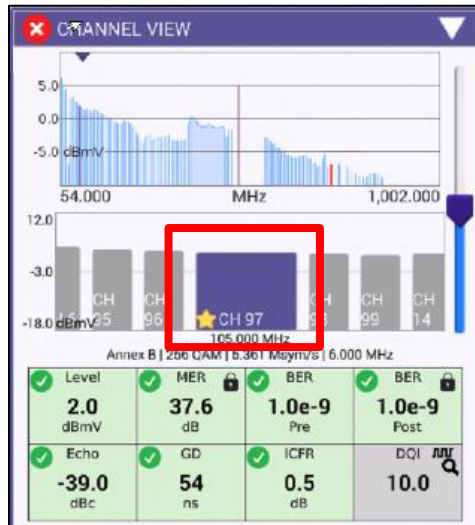 CHANNEL VIEW
5.0
0.0
-5.0 dBmV
54.000 MHz 1,002.000
12.0
-3.0
-18.0 dBmV
CH 95
CH 96
CH 97
CH 99
CH 14
105.000 MHz
Annex B | 256 QAM | 5.361 Msym/s | 6.000 MHz
Level MER BER BER
2.0 37.6 1.0e-9 1.0e-9
dBmV dB Pre Post
Echo GD ICFR DQI
-39.0 54 0.5 10.0
dBc ns dB